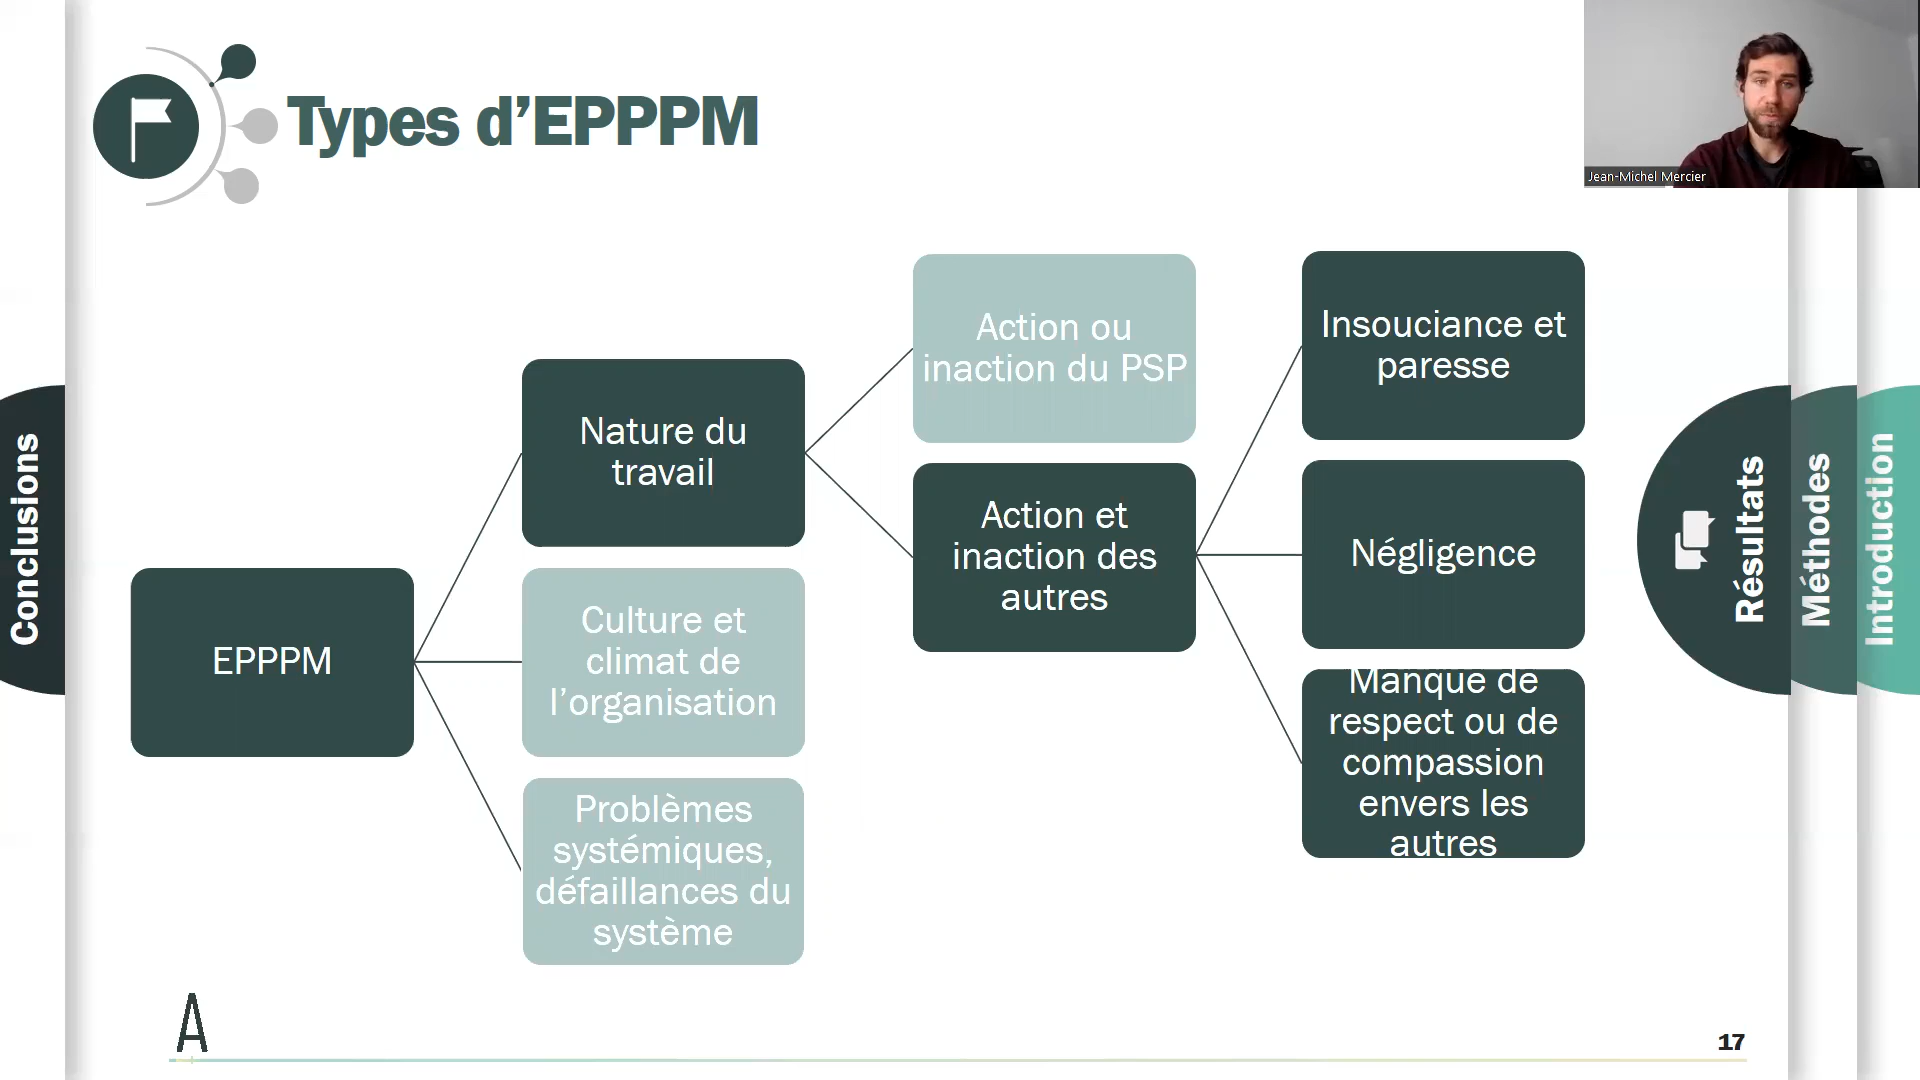 Types d’EPPPM
Jean-Michel Mercier
EPPPM
Nature du
travail
Culture et
climat de
l’organisation
Problèmes
systémiques,
défaillances du
système
Action ou
inaction du PSP
Action et
inaction des
autres
Insouciance et
paresse
Négligence
Manque de
respect ou de
compassion
envers les
autres
Conclusions
Résultats
Méthodes
Introduction
A
17